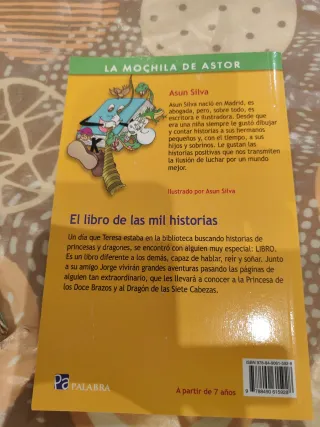 LA MOCHILA DE ASTOR
Asun Silva
Asun Silva nació en Madrid, es
abogada, pero, sobre todo, es
escritora e ilustradora. Desde que
era una niña siempre le gustó dibujar
y contar historias a sus hermanos
pequeños y, con el tiempo, a sus
hijos y sobrinos. Le gustan las
historias positivas que nos transmiten
la ilusión de luchar por un mundo
mejor.
Ilustrado por Asun Silva
El libro de las mil historias
Un día que Teresa estaba en la biblioteca buscando historias de
princesas y dragones, se encontró con alguien muy especial: LIBRO.
Es un libro diferente a los demás, capaz de hablar, reír y soñar. Junto
a su amigo Jorge vivirán grandes aventuras pasando las páginas de
alguien tan extraordinario, que les llevará a conocer a la Princesa de
los Doce Brazos y al Dragón de las Siete Cabezas.
Pa
PALABRA
A partir de 7 años